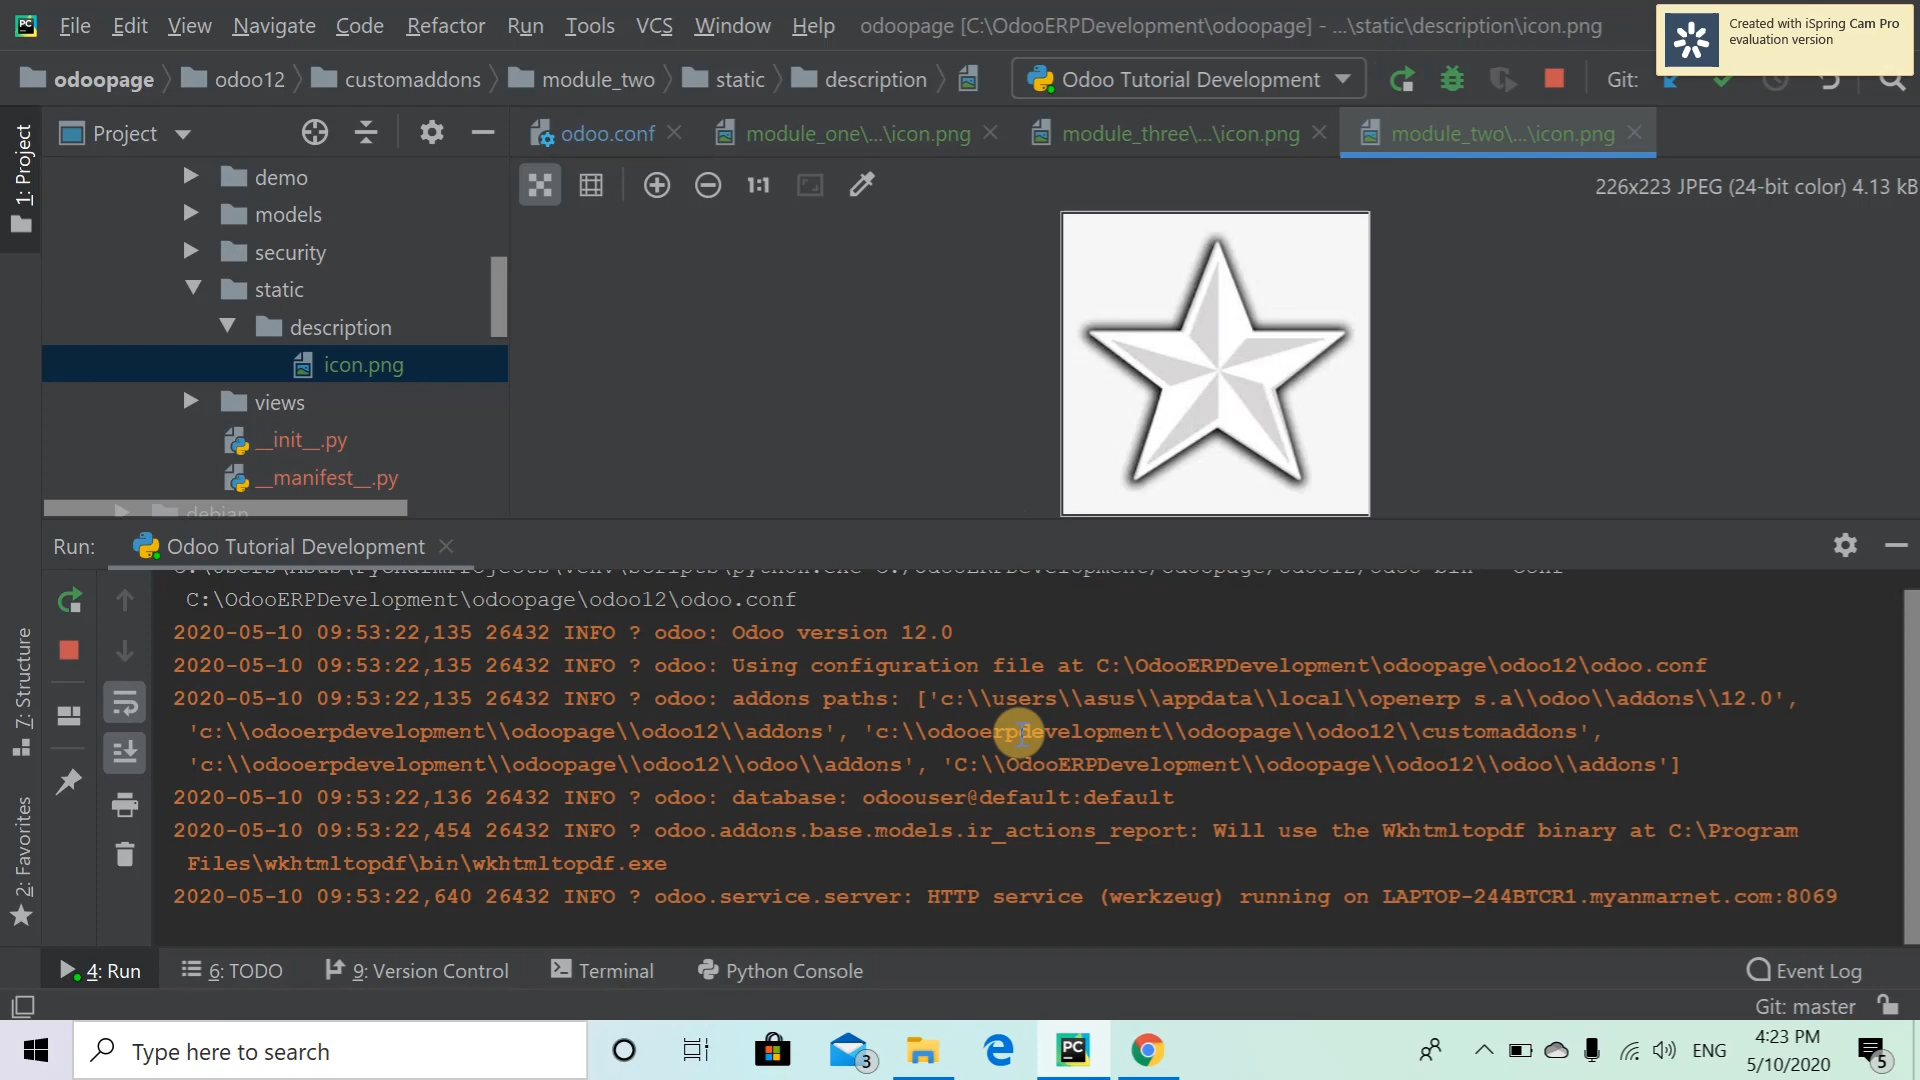 File Edit View Navigate Code Refactor Run Tools VCS Window Help odoopage [C:\OdooERPDevelopment\odoopage] - ...\static\description\icon.png
Created with iSpring Cam Pro
evaluation version
odoopage odoo12 customaddons module_two static description Odoo Tutorial Development Git:
Project odoo.conf module_one\...\icon.png module_three\...\icon.png module_two\...\icon.png
1: Project
226x223 JPEG (24-bit color) 4.13 kB
demo
models
security
static
description
icon.png
views
__init__.py
__manifest__.py
debian
Run: Odoo Tutorial Development
C:\OdooERPDevelopment\odoopage\odoo12\odoo.conf
2020-05-10 09:53:22,135 26432 INFO ? odoo: Odoo version 12.0
2020-05-10 09:53:22,135 26432 INFO ? odoo: Using configuration file at C:\OdooERPDevelopment\odoopage\odoo12\odoo.conf
2020-05-10 09:53:22,135 26432 INFO ? odoo: addons paths: ['c:\\users\\asus\\appdata\\local\\openerp s.a\\odoo\\addons\\12.0',
'c:\\odooerpdevelopment\\odoopage\\odoo12\\addons', 'c:\\odooerpdevelopment\\odoopage\\odoo12\\customaddons',
'c:\\odooerpdevelopment\\odoopage\\odoo12\\odoo\\addons', 'C:\\OdooERPDevelopment\\odoopage\\odoo12\\odoo\\addons']
2020-05-10 09:53:22,136 26432 INFO ? odoo: database: odoouser@default:default
2020-05-10 09:53:22,454 26432 INFO ? odoo.addons.base.models.ir_actions_report: Will use the Wkhtmltopdf binary at C:\Program
Files\wkhtmltopdf\bin\wkhtmltopdf.exe
2020-05-10 09:53:22,640 26432 INFO ? odoo.service.server: HTTP service (werkzeug) running on LAPTOP-244BTCR1.myanmarnet.com:8069
7: Structure
2: Favorites
4: Run 6: TODO 9: Version Control Terminal Python Console Event Log
Git: master
Type here to search 3 ENG 4:23 PM
5/10/2020 5